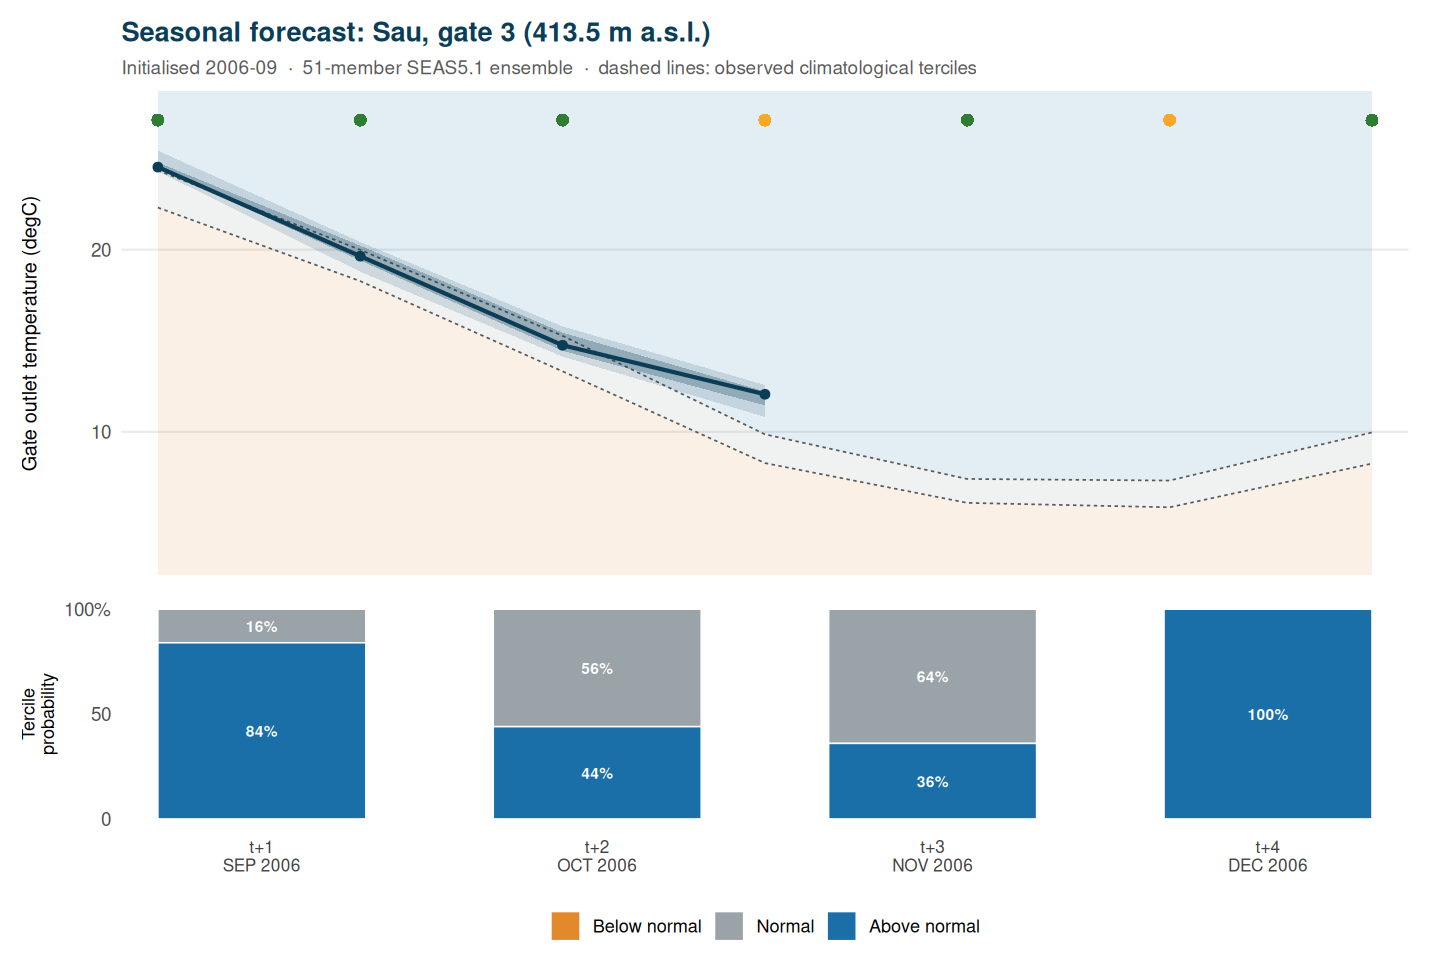 Seasonal forecast: Sau, gate 3 (413.5 m a.s.l.)
Initialised 2006-09 · 51-member SEAS5.1 ensemble · dashed lines: observed climatological terciles
Gate outlet temperature (degC)
20
10
Tercile
probability
100%
50
0
16%
84%
56%
44%
64%
36%
100%
t+1
SEP 2006
t+2
OCT 2006
t+3
NOV 2006
t+4
DEC 2006
Below normal
Normal
Above normal